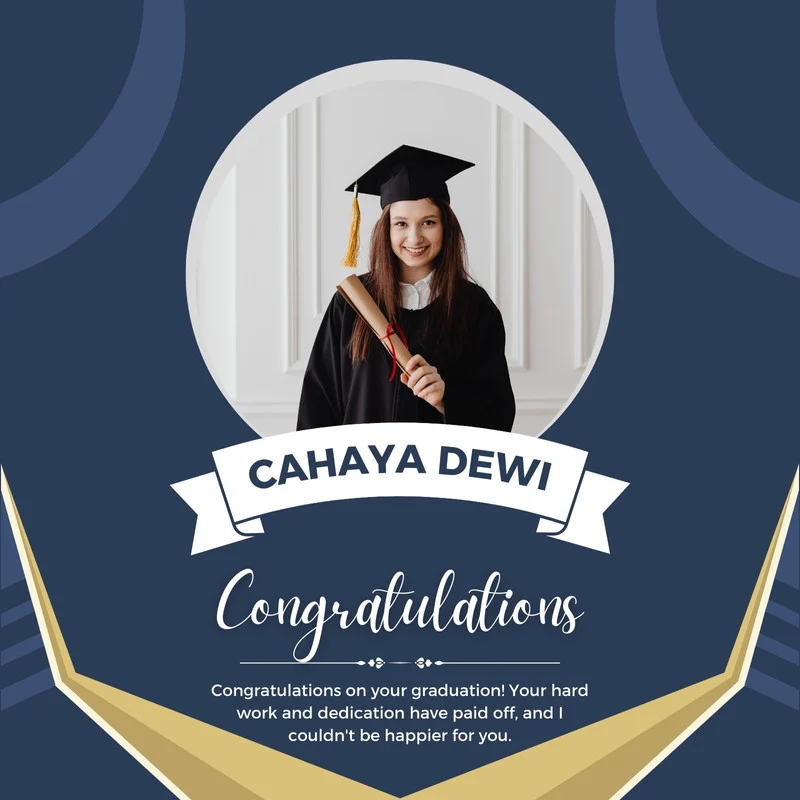 CAHAYA DEWI
Congratulations
Congratulations on your graduation! Your hard
work and dedication have paid off, and I
couldn't be happier for you.